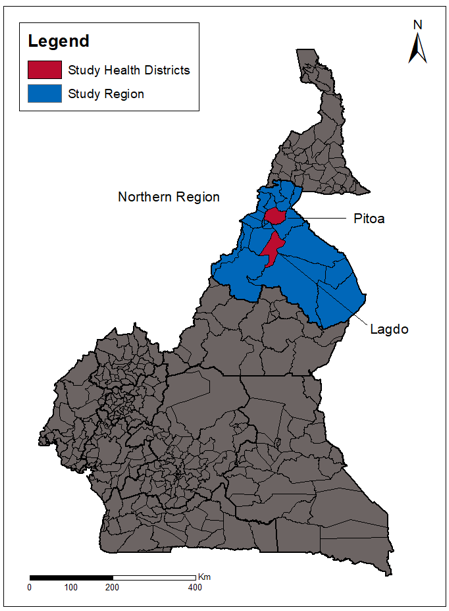 N
Legend
Study Health Districts
Study Region
Northern Region
Pitoa
Lagdo
Km
0 100 200 400